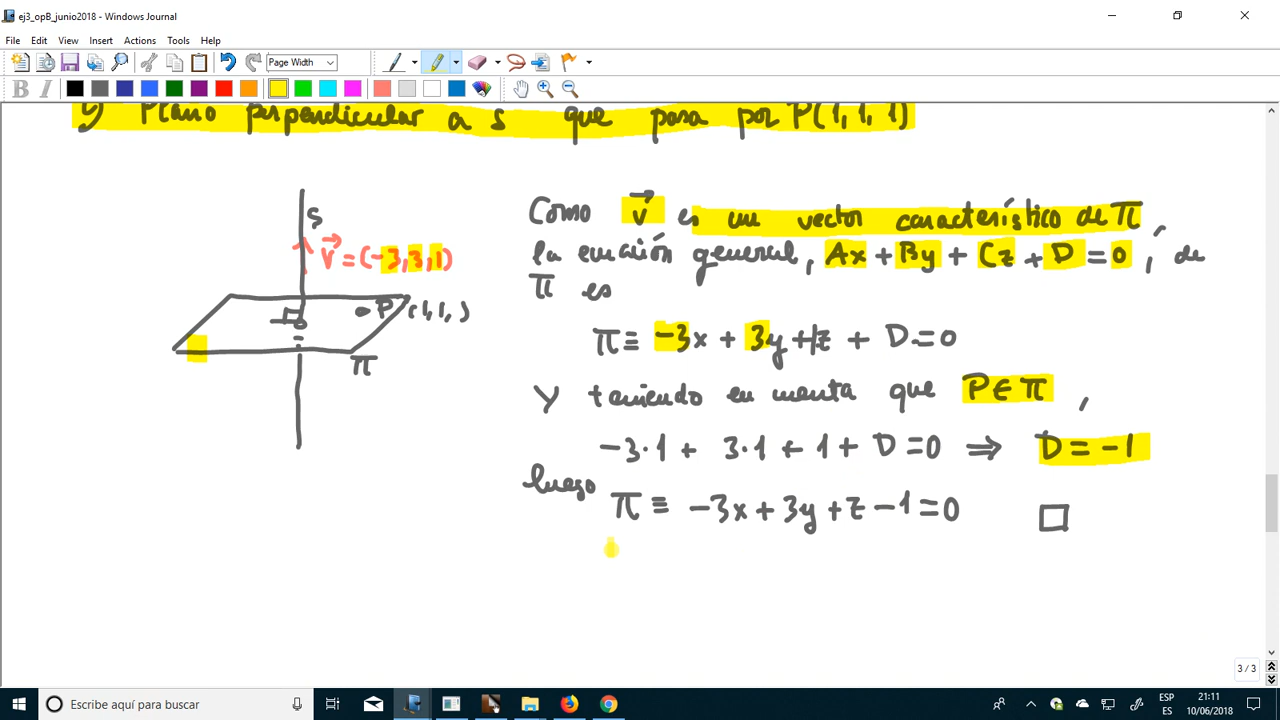 ej3_opB_junio2018 - Windows Journal
File Edit View Insert Actions Tools Help
Page Width
B I
Plano perpendicular a s que pasa por P(1, 1, 1)
S
v = (-3,3,1)
P(1,1,)
π
Como v es un vector característico de π,
la ecuación general, Ax + By + Cz + D = 0, de
π es
π ≡ -3x + 3y + 1z + D = 0
Y teniendo en cuenta que P ∈ π,
-3·1 + 3·1 + 1 + D = 0 ⇒ D = -1
luego π ≡ -3x + 3y + z - 1 = 0 □
3 / 3
Escribe aquí para buscar
ESP
ES
21:11
10/06/2018